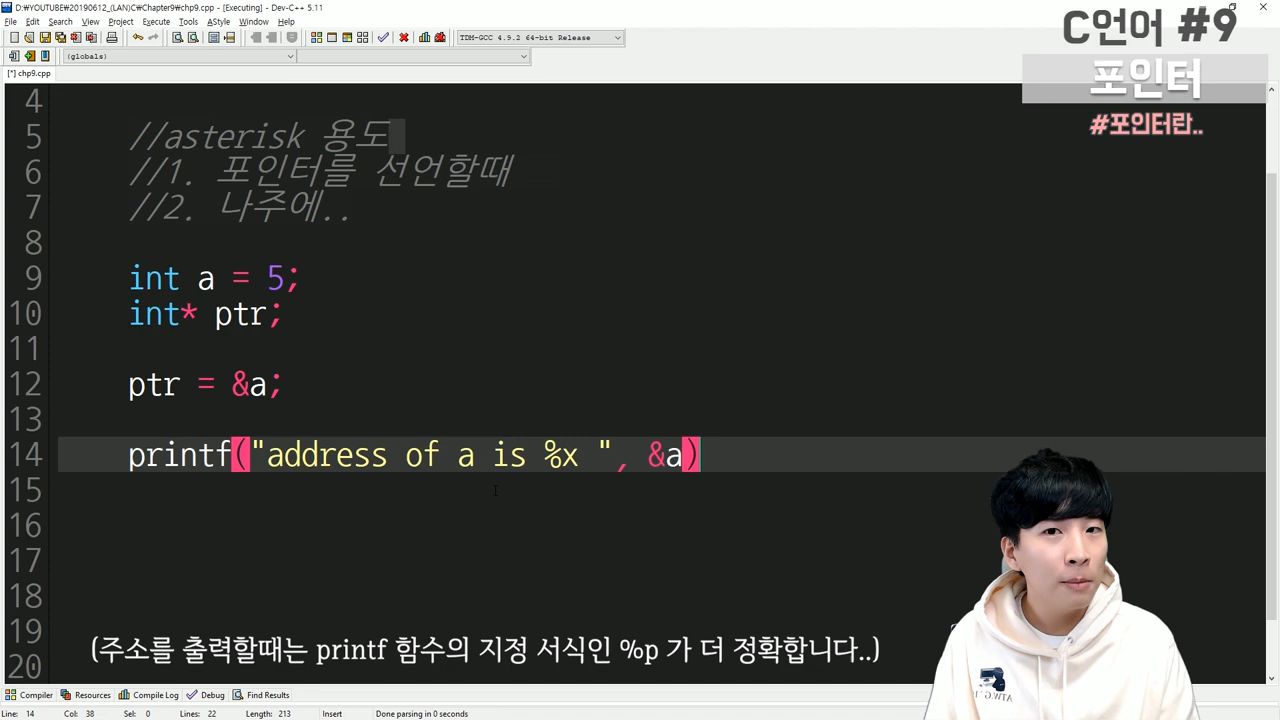 D:₩YOUTUBE₩20190612_(LAN)C₩Chapter9₩chp9.cpp - [Executing] - Dev-C++ 5.11
File Edit Search View Project Execute Tools AStyle Window Help
TDM-GCC 4.9.2 64-bit Release
(globals)
[*] chp9.cpp
C언어 #9
포인터
#포인터란..
4
5 //asterisk 용도
6 //1. 포인터를 선언할때
7 //2. 나주에..
8
9 int a = 5;
10 int* ptr;
11
12 ptr = &a;
13
14 printf("address of a is %x ", &a)
15
16
17
18
19
20
(주소를 출력할때는 printf 함수의 지정 서식인 %p 가 더 정확합니다..)
Compiler Resources Compile Log Debug Find Results
Line: 14 Col: 38 Sel: 0 Lines: 22 Length: 213 Insert Done parsing in 0 seconds